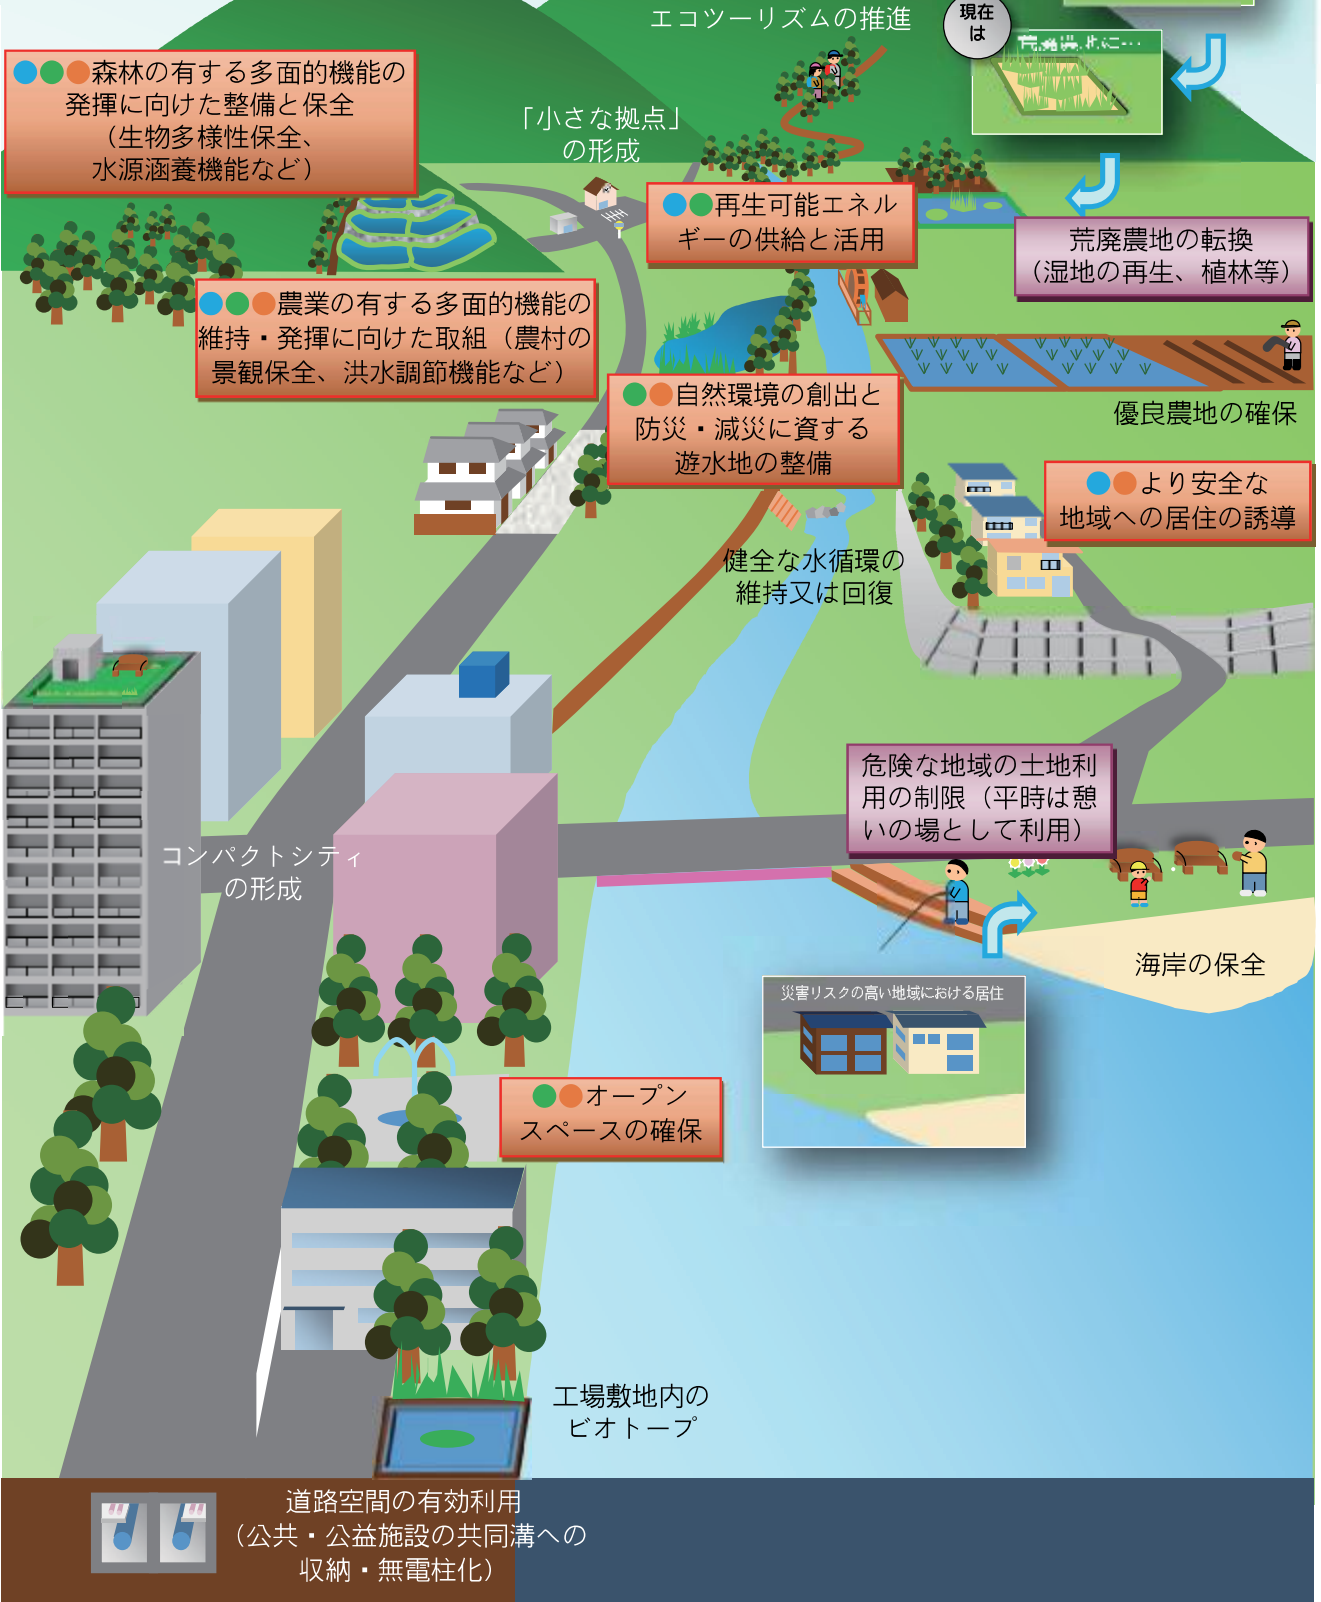 エコツーリズムの推進
現在
は
●●●森林の有する多面的機能の
発揮に向けた整備と保全
（生物多様性保全、
水源涵養機能など）
「小さな拠点」
の形成
●●再生可能エネル
ギーの供給と活用
荒廃農地の転換
（湿地の再生、植林等）
●●●農業の有する多面的機能の
維持・発揮に向けた取組（農村の
景観保全、洪水調節機能など）
●●自然環境の創出と
防災・減災に資する
遊水地の整備
優良農地の確保
●●より安全な
地域への居住の誘導
健全な水循環の
維持又は回復
危険な地域の土地利
用の制限（平時は憩
いの場として利用）
コンパクトシティ
の形成
海岸の保全
災害リスクの高い地域における居住
●●オープン
スペースの確保
工場敷地内の
ビオトープ
道路空間の有効利用
（公共・公益施設の共同溝への
収納・無電柱化）